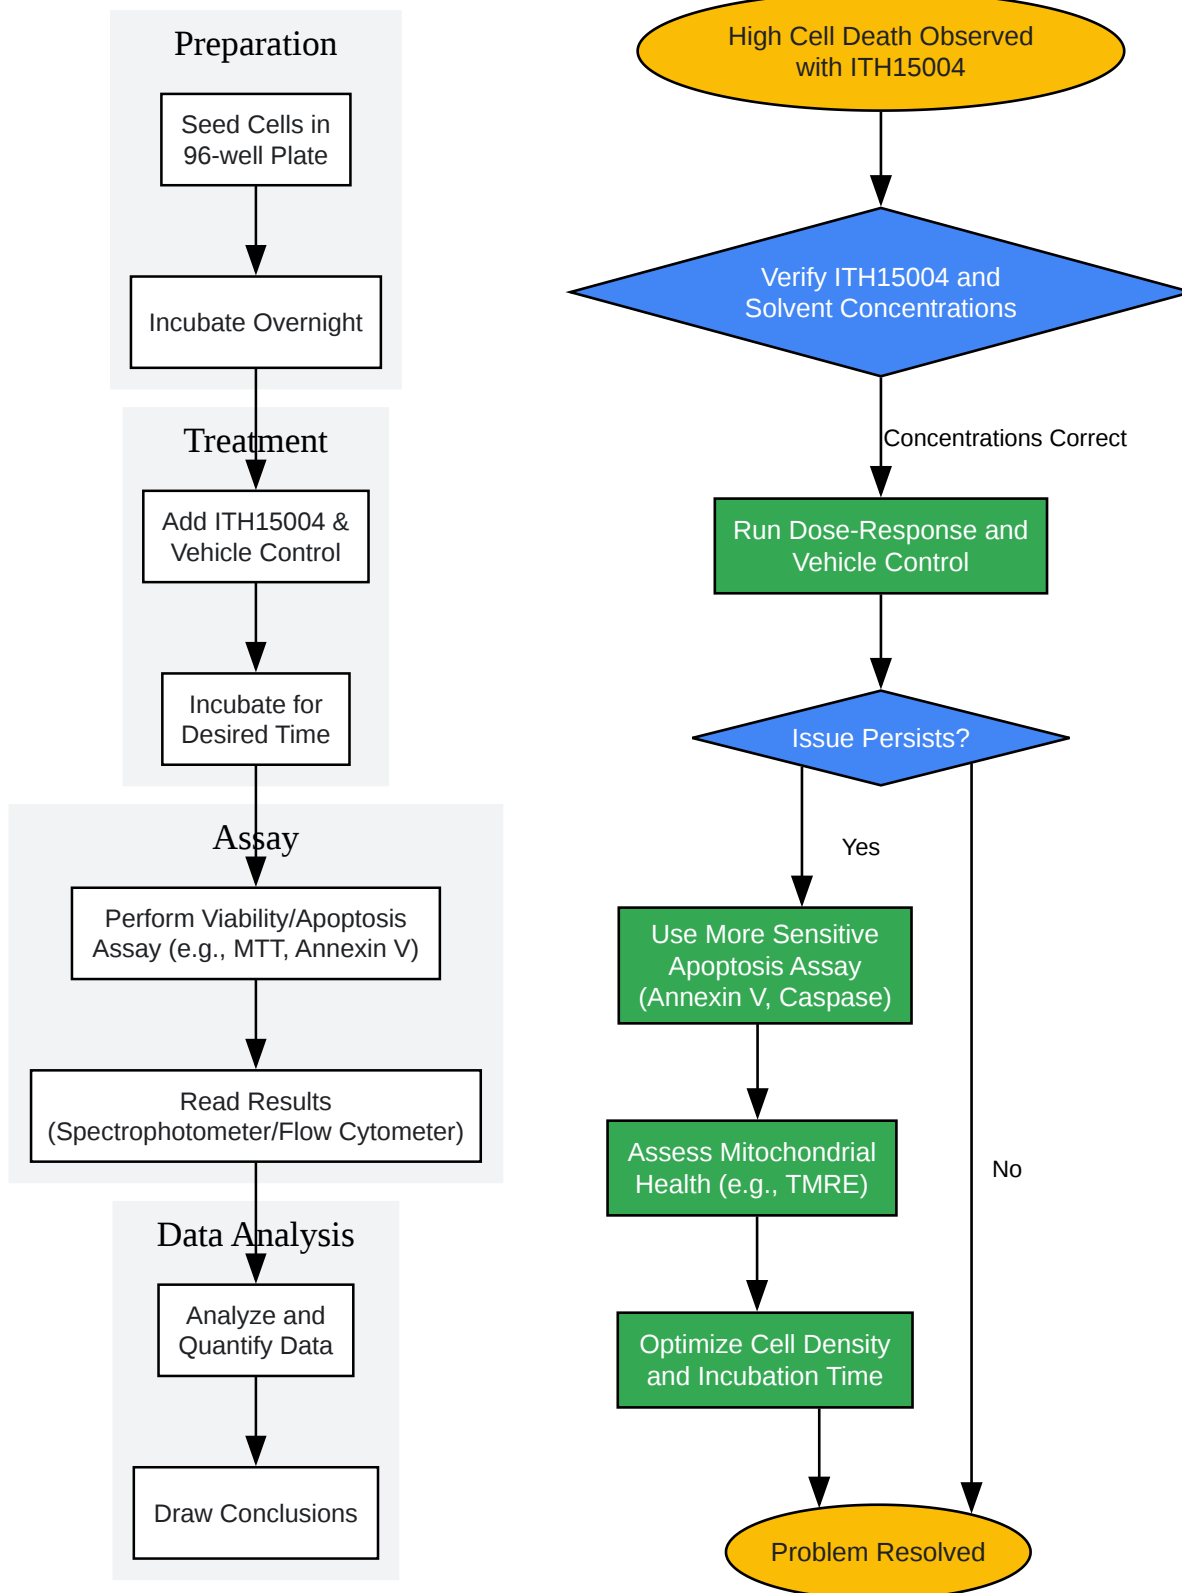 Preparation
Seed Cells in
96-well Plate
Incubate Overnight
Treatment
Add ITH15004 &
Vehicle Control
Incubate for
Desired Time
Assay
Perform Viability/Apoptosis
Assay (e.g., MTT, Annexin V)
Read Results
(Spectrophotometer/Flow Cytometer)
Data Analysis
Analyze and
Quantify Data
Draw Conclusions
High Cell Death Observed
with ITH15004
Verify ITH15004 and
Solvent Concentrations
Concentrations Correct
Run Dose-Response and
Vehicle Control
Issue Persists?
Yes
Use More Sensitive
Apoptosis Assay
(Annexin V, Caspase)
Assess Mitochondrial
Health (e.g., TMRE)
No
Optimize Cell Density
and Incubation Time
Problem Resolved